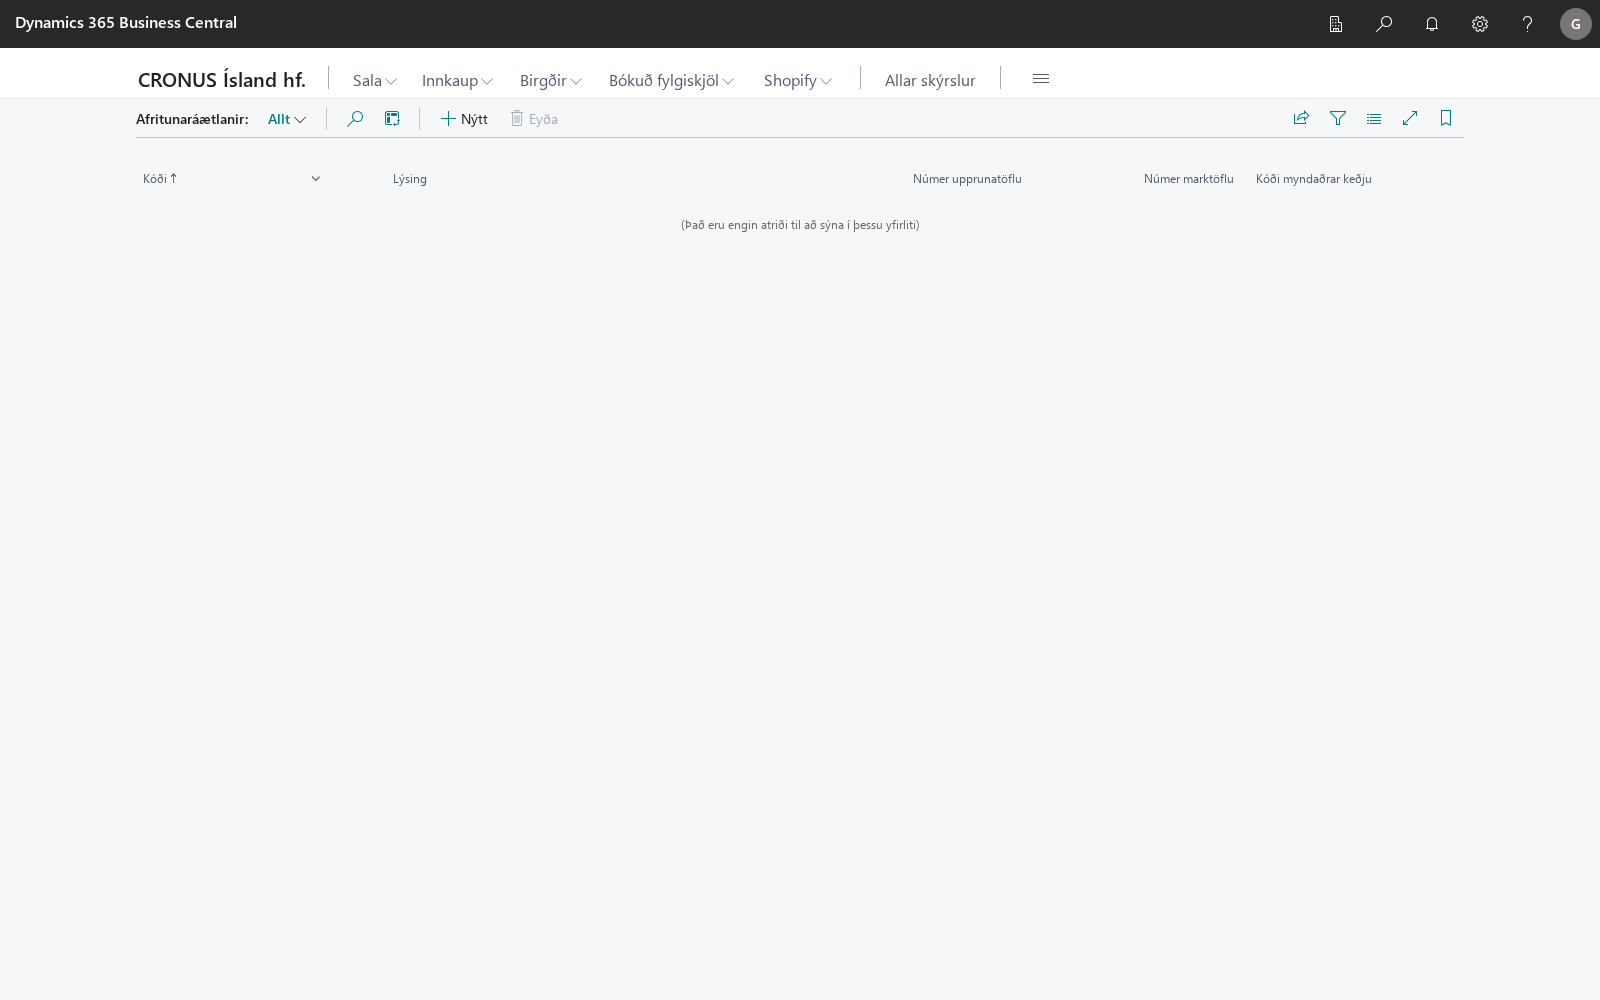 Dynamics 365 Business Central
G
CRONUS Ísland hf.
Sala
Innkaup
Birgðir
Bókuð fylgiskjöl
Shopify
Allar skýrslur
Afritunaráætlanir:
Allt
Nýtt
Eyða
Kóði ↑
Lýsing
Númer upprunatöflu
Númer marktöflu
Kóði myndaðrar keðju
(Það eru engin atriði til að sýna í þessu yfirliti)